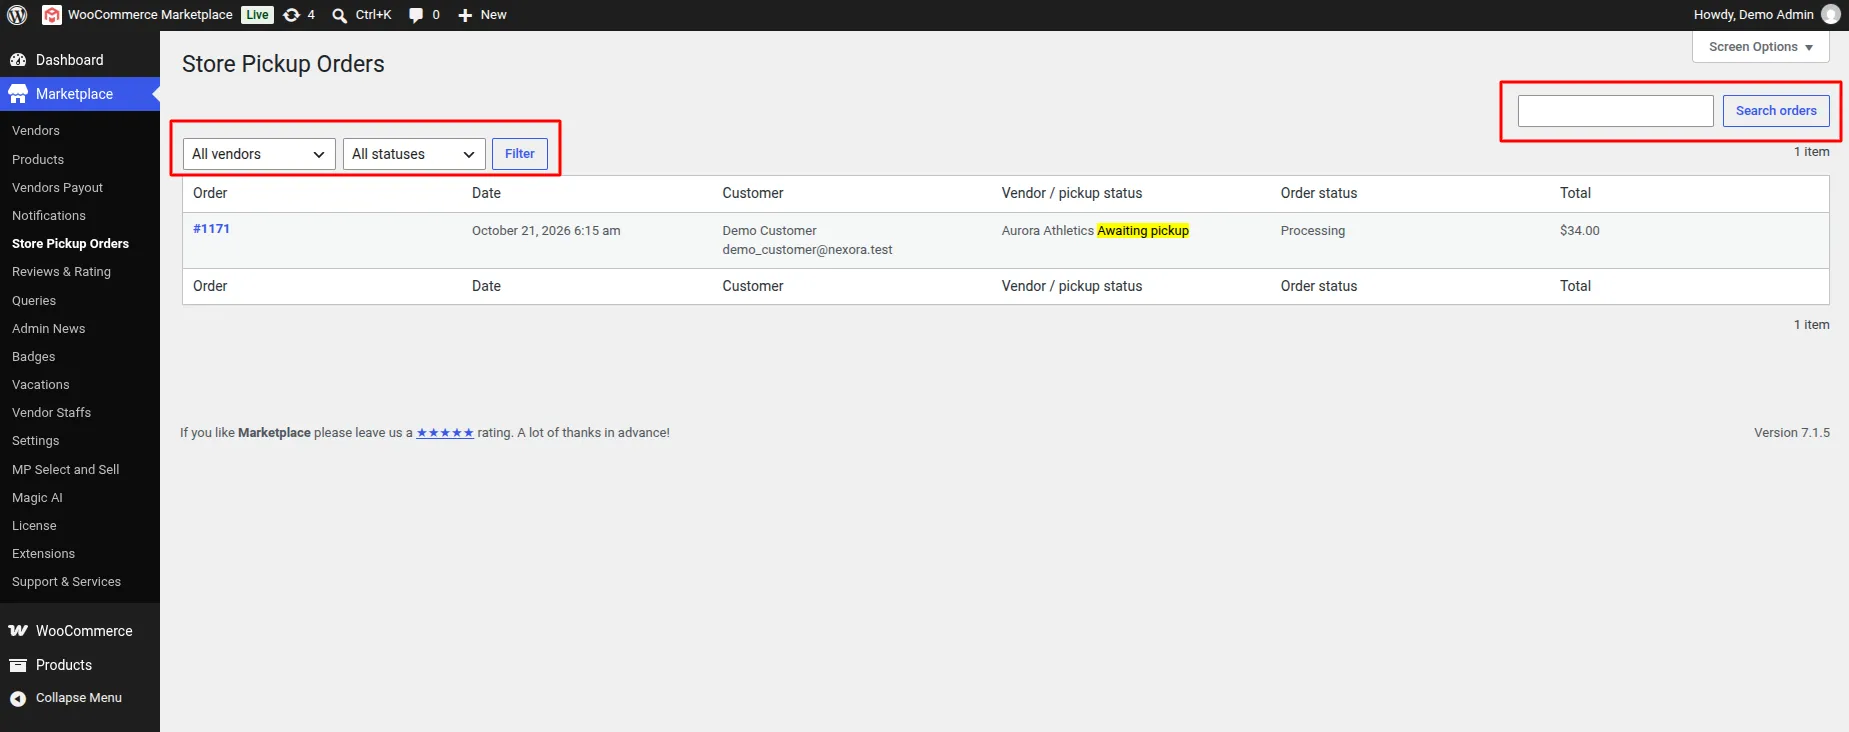 WooCommerce Marketplace Live 4 Ctrl+K 0 New Howdy, Demo Admin
Screen Options
Dashboard
Marketplace
Vendors
Products
Vendors Payout
Notifications
Store Pickup Orders
Reviews & Rating
Queries
Admin News
Badges
Vacations
Vendor Staffs
Settings
MP Select and Sell
Magic AI
License
Extensions
Support & Services
WooCommerce
Products
Collapse Menu
Store Pickup Orders
Search orders
All vendors All statuses Filter
1 item
Order Date Customer Vendor / pickup status Order status Total
#1171 October 21, 2026 6:15 am Demo Customer Aurora Athletics Awaiting pickup Processing $34.00
demo_customer@nexora.test
Order Date Customer Vendor / pickup status Order status Total
1 item
If you like Marketplace please leave us a ★★★★★ rating. A lot of thanks in advance! Version 7.1.5